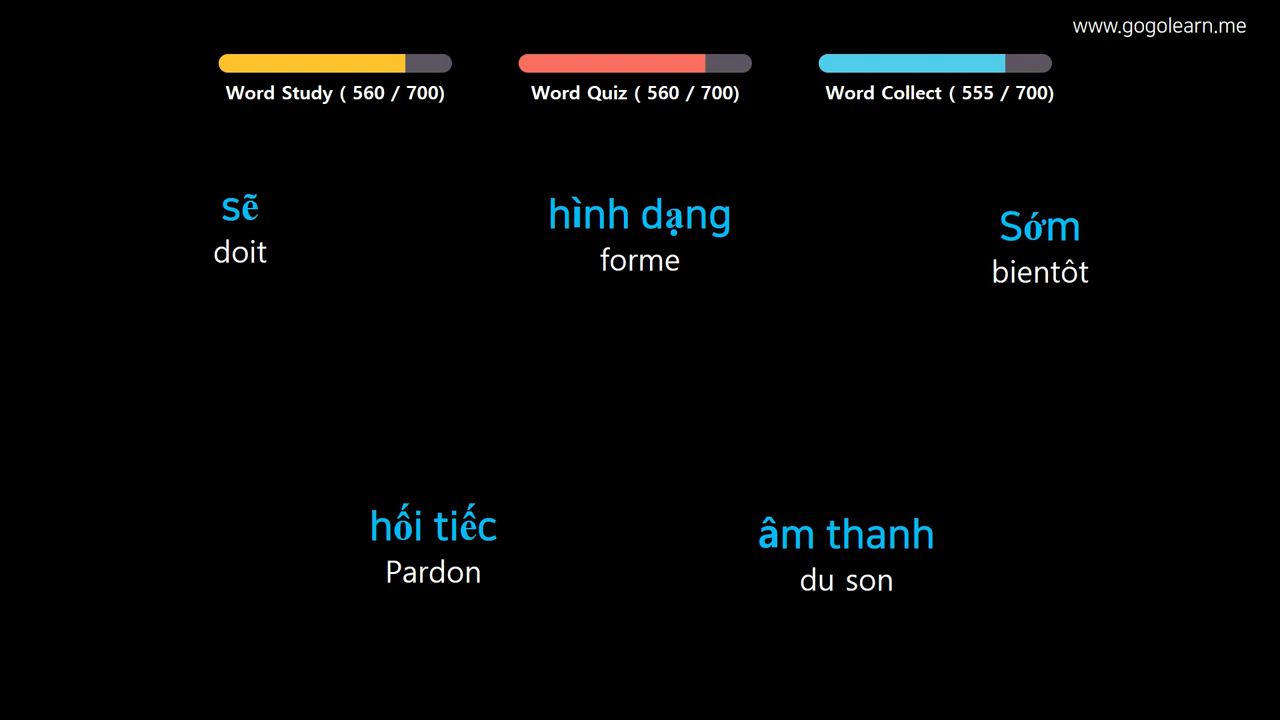 www.gogolearn.me
Word Study ( 560 / 700)
Word Quiz ( 560 / 700)
Word Collect ( 555 / 700)
sẽ
doit
hình dạng
forme
Sớm
bientôt
hối tiếc
Pardon
âm thanh
du son